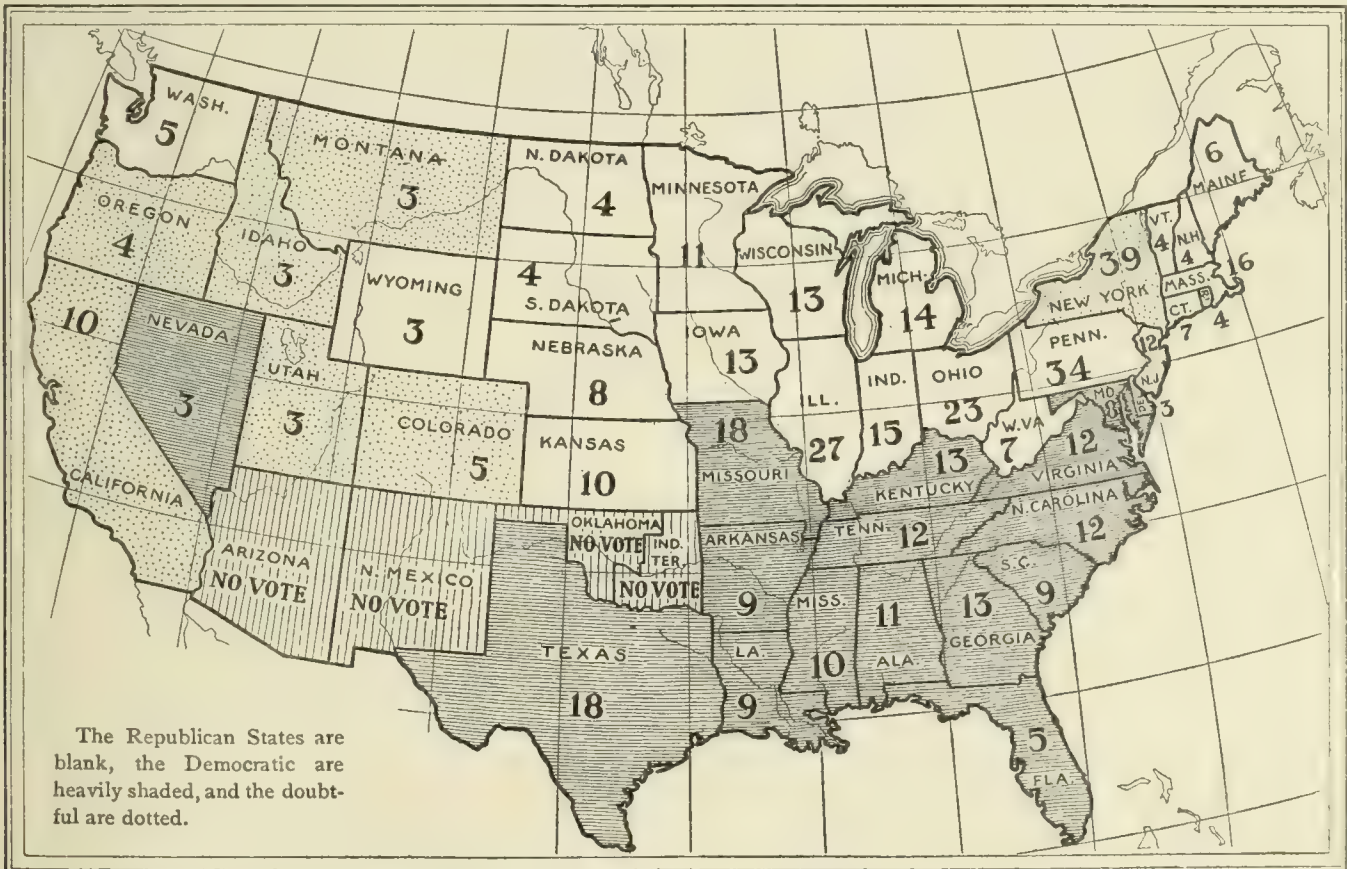 WASH.
5
MONTANA
3
N. DAKOTA
4
MINNESOTA
11
6
MAINE
OREGON
4
IDAHO
3
WYOMING
3
4
S. DAKOTA
WISCONSIN
13
MICH.
14
VT.
4
N.H.
4
39
NEW YORK
MASS.
16
CT.
7
4
10
CALIFORNIA
NEVADA
3
UTAH
3
COLORADO
5
NEBRASKA
8
KANSAS
10
IOWA
13
ILL.
27
IND.
15
OHIO
23
PENN.
34
12
N.J.
MD.
DEL.
3
W.VA
7
12
VIRGINIA
18
MISSOURI
13
KENTUCKY
N. CAROLINA
12
TENN.
12
ARIZONA
NO VOTE
N. MEXICO
NO VOTE
OKLAHOMA
NO VOTE
IND.
TER.
NO VOTE
ARKANSAS
9
MISS.
10
11
ALA.
13
GEORGIA
S.C.
9
TEXAS
18
LA.
9
5
FLA.
The Republican States are
blank, the Democratic are
heavily shaded, and the doubt-
ful are dotted.